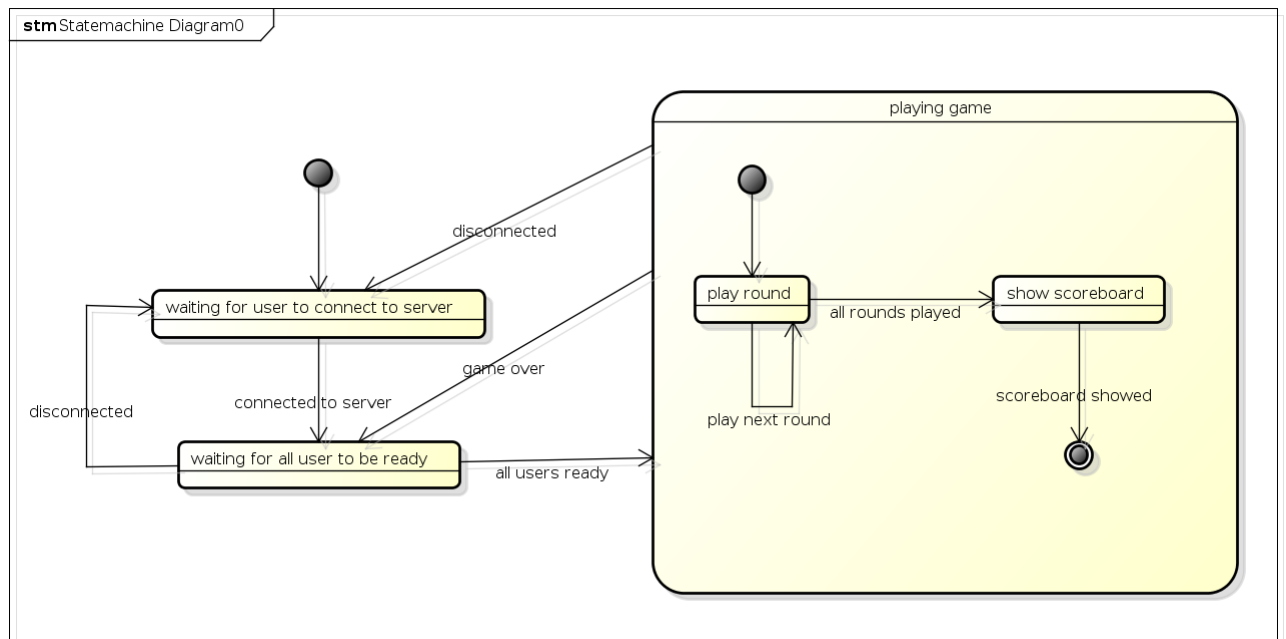 stm Statemachine Diagram0
playing game
disconnected
waiting for user to connect to server
play round
show scoreboard
all rounds played
game over
scoreboard showed
connected to server
disconnected
play next round
waiting for all user to be ready
all users ready